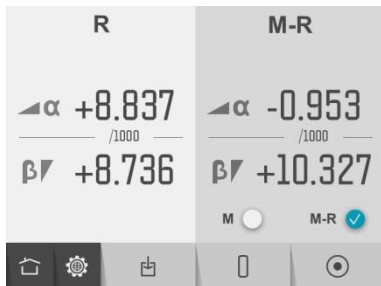 R
α +8.837
/1000
β +8.736
M-R
α -0.953
/1000
β +10.327
M M-R